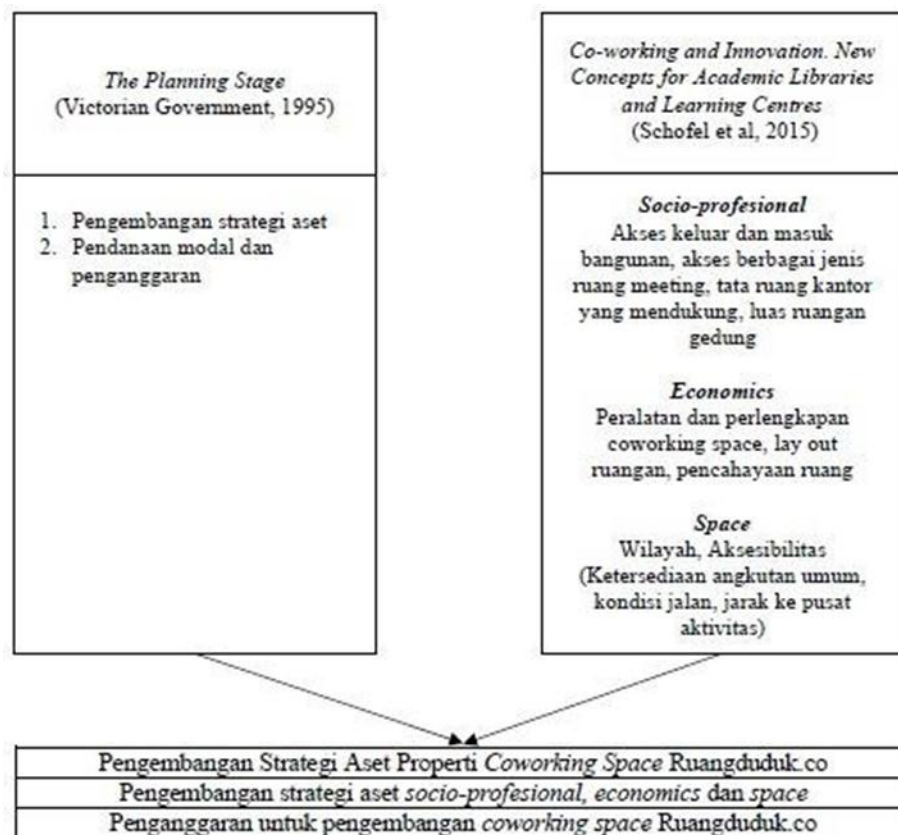 The Planning Stage
(Victorian Government, 1995)
1. Pengembangan strategi aset
2. Pendanaan modal dan
penganggaran
Co-working and Innovation. New
Concepts for Academic Libraries
and Learning Centres
(Schofel et al, 2015)
Socio-profesional
Akses keluar dan masuk
bangunan, akses berbagai jenis
ruang meeting, tata ruang kantor
yang mendukung, luas ruangan
gedung
Economics
Peralatan dan perlengkapan
coworking space, lay out
ruangan, pencahayaan ruang
Space
Wilayah, Aksesibilitas
(Ketersediaan angkutan umum,
kondisi jalan, jarak ke pusat
aktivitas)
Pengembangan Strategi Aset Properti Coworking Space Ruangduduk.co
Pengembangan strategi aset socio-profesional, economics dan space
Penganggaran untuk pengembangan coworking space Ruangduduk.co